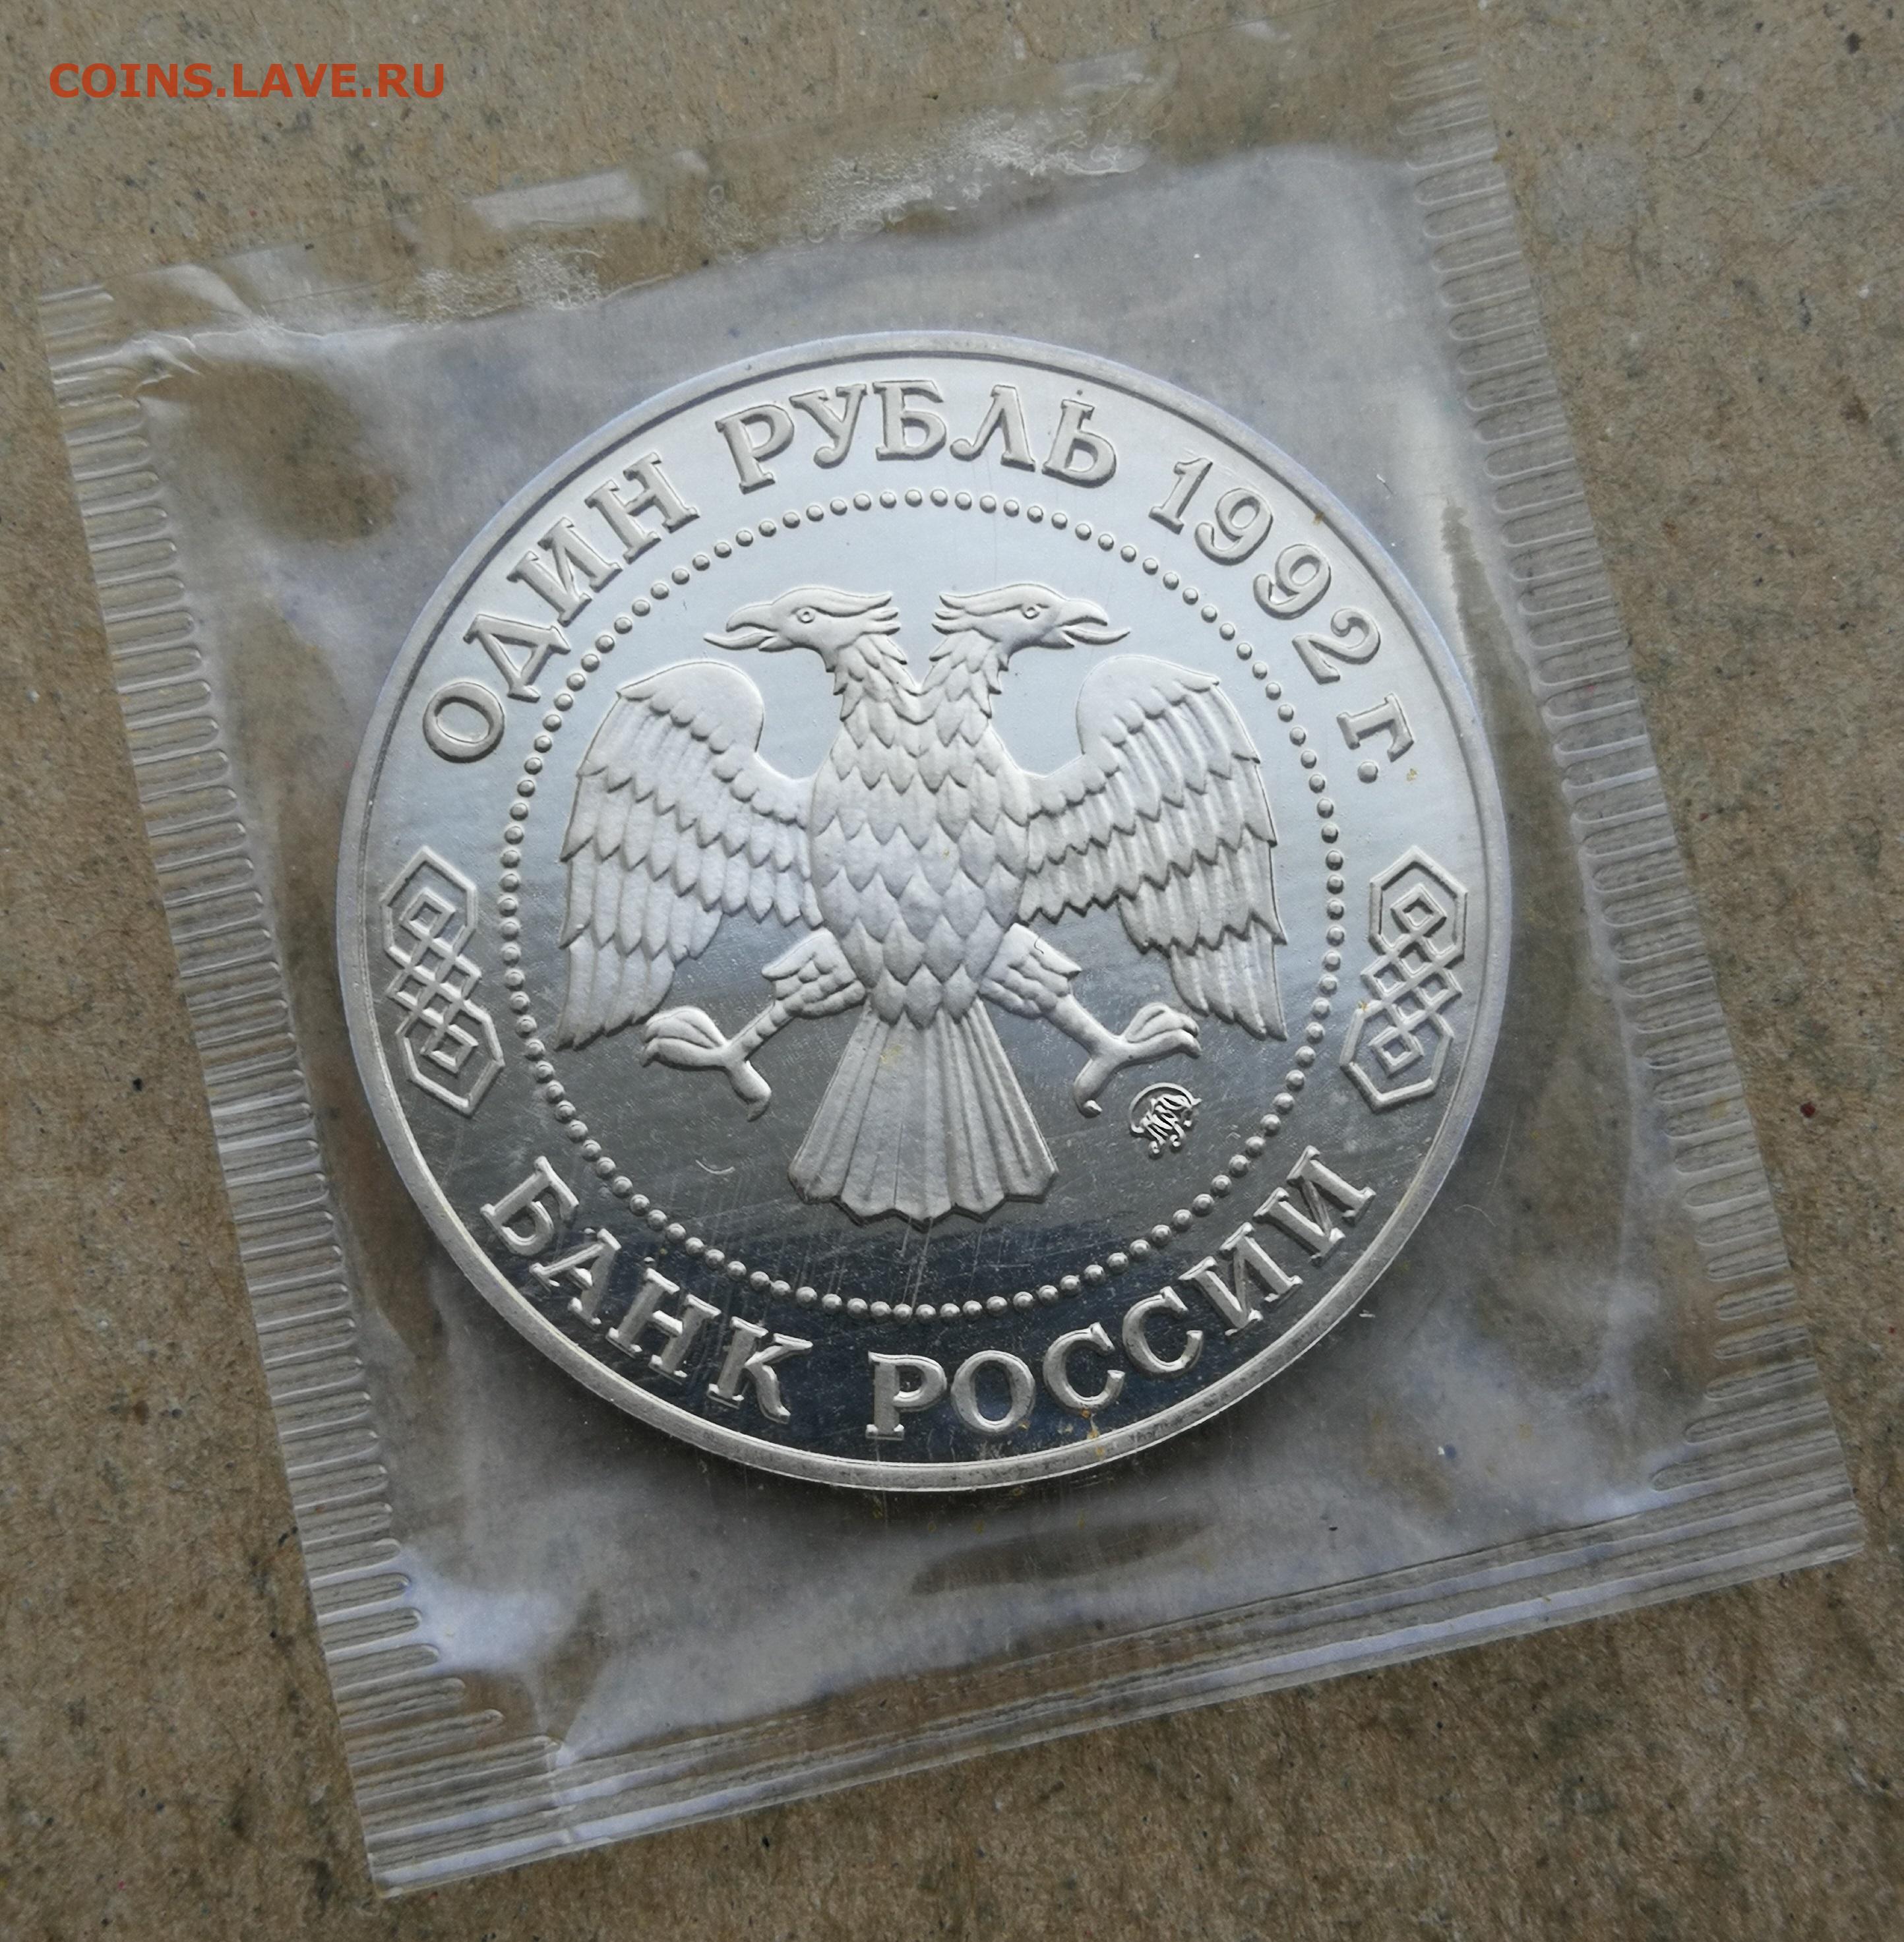 COINS.LAVE.RU
ОДИН РУБЛЬ 1992 г.
БАНК РОССИИ